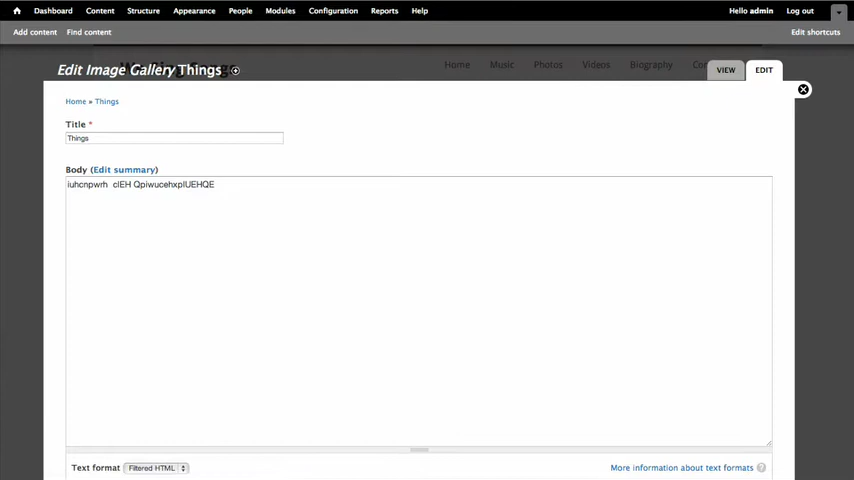 Dashboard Content Structure Appearance People Modules Configuration Reports Help Hello admin Log out
Add content Find content Edit shortcuts
Home Music Photos Videos Biography
Edit Image Gallery Things VIEW EDIT
Home » Things
Title *
Things
Body (Edit summary)
iuhcnpwrh cIEH QpiwucehxpIUEHQE
Text format Filtered HTML More information about text formats ?